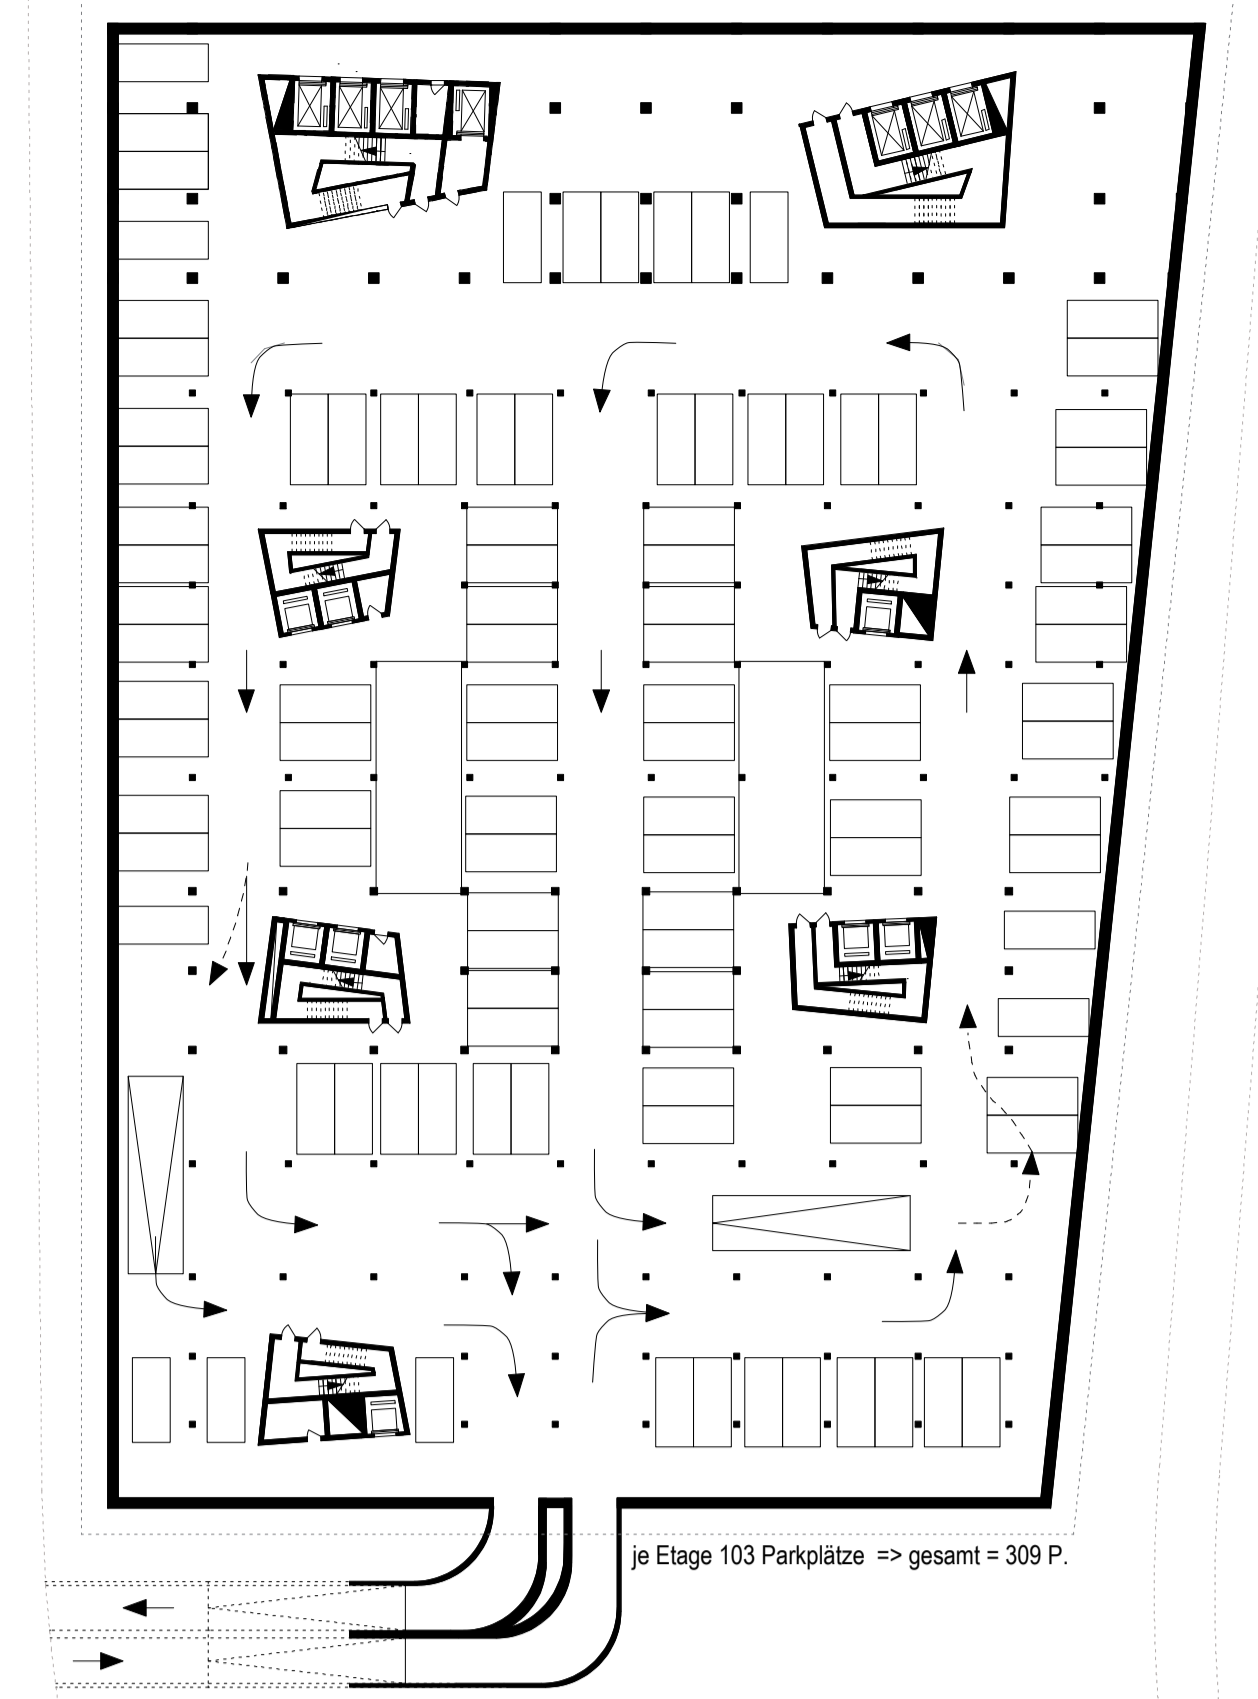 je Etage 103 Parkplätze => gesamt = 309 P.